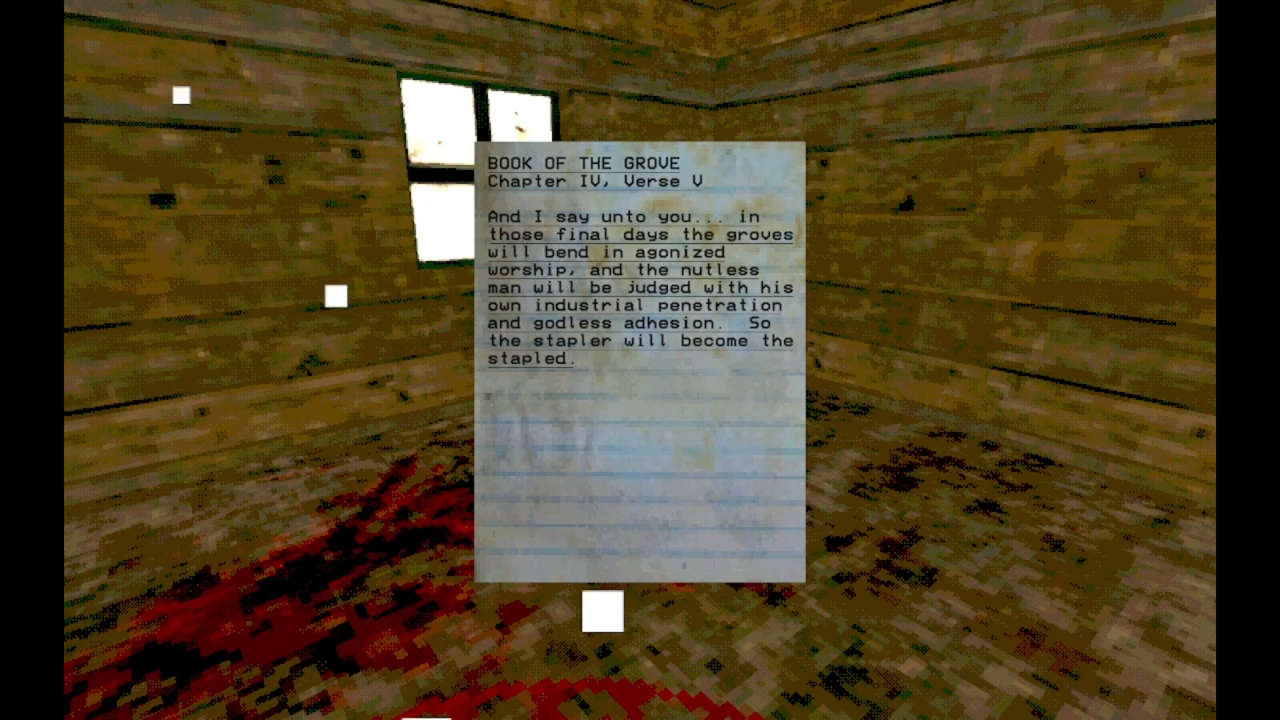 BOOK OF THE GROVE
Chapter IV, Verse V
And I say unto you... in
those final days the groves
will bend in agonized
worship, and the nutless
man will be judged with his
own industrial penetration
and godless adhesion.  So
the stapler will become the
stapled.